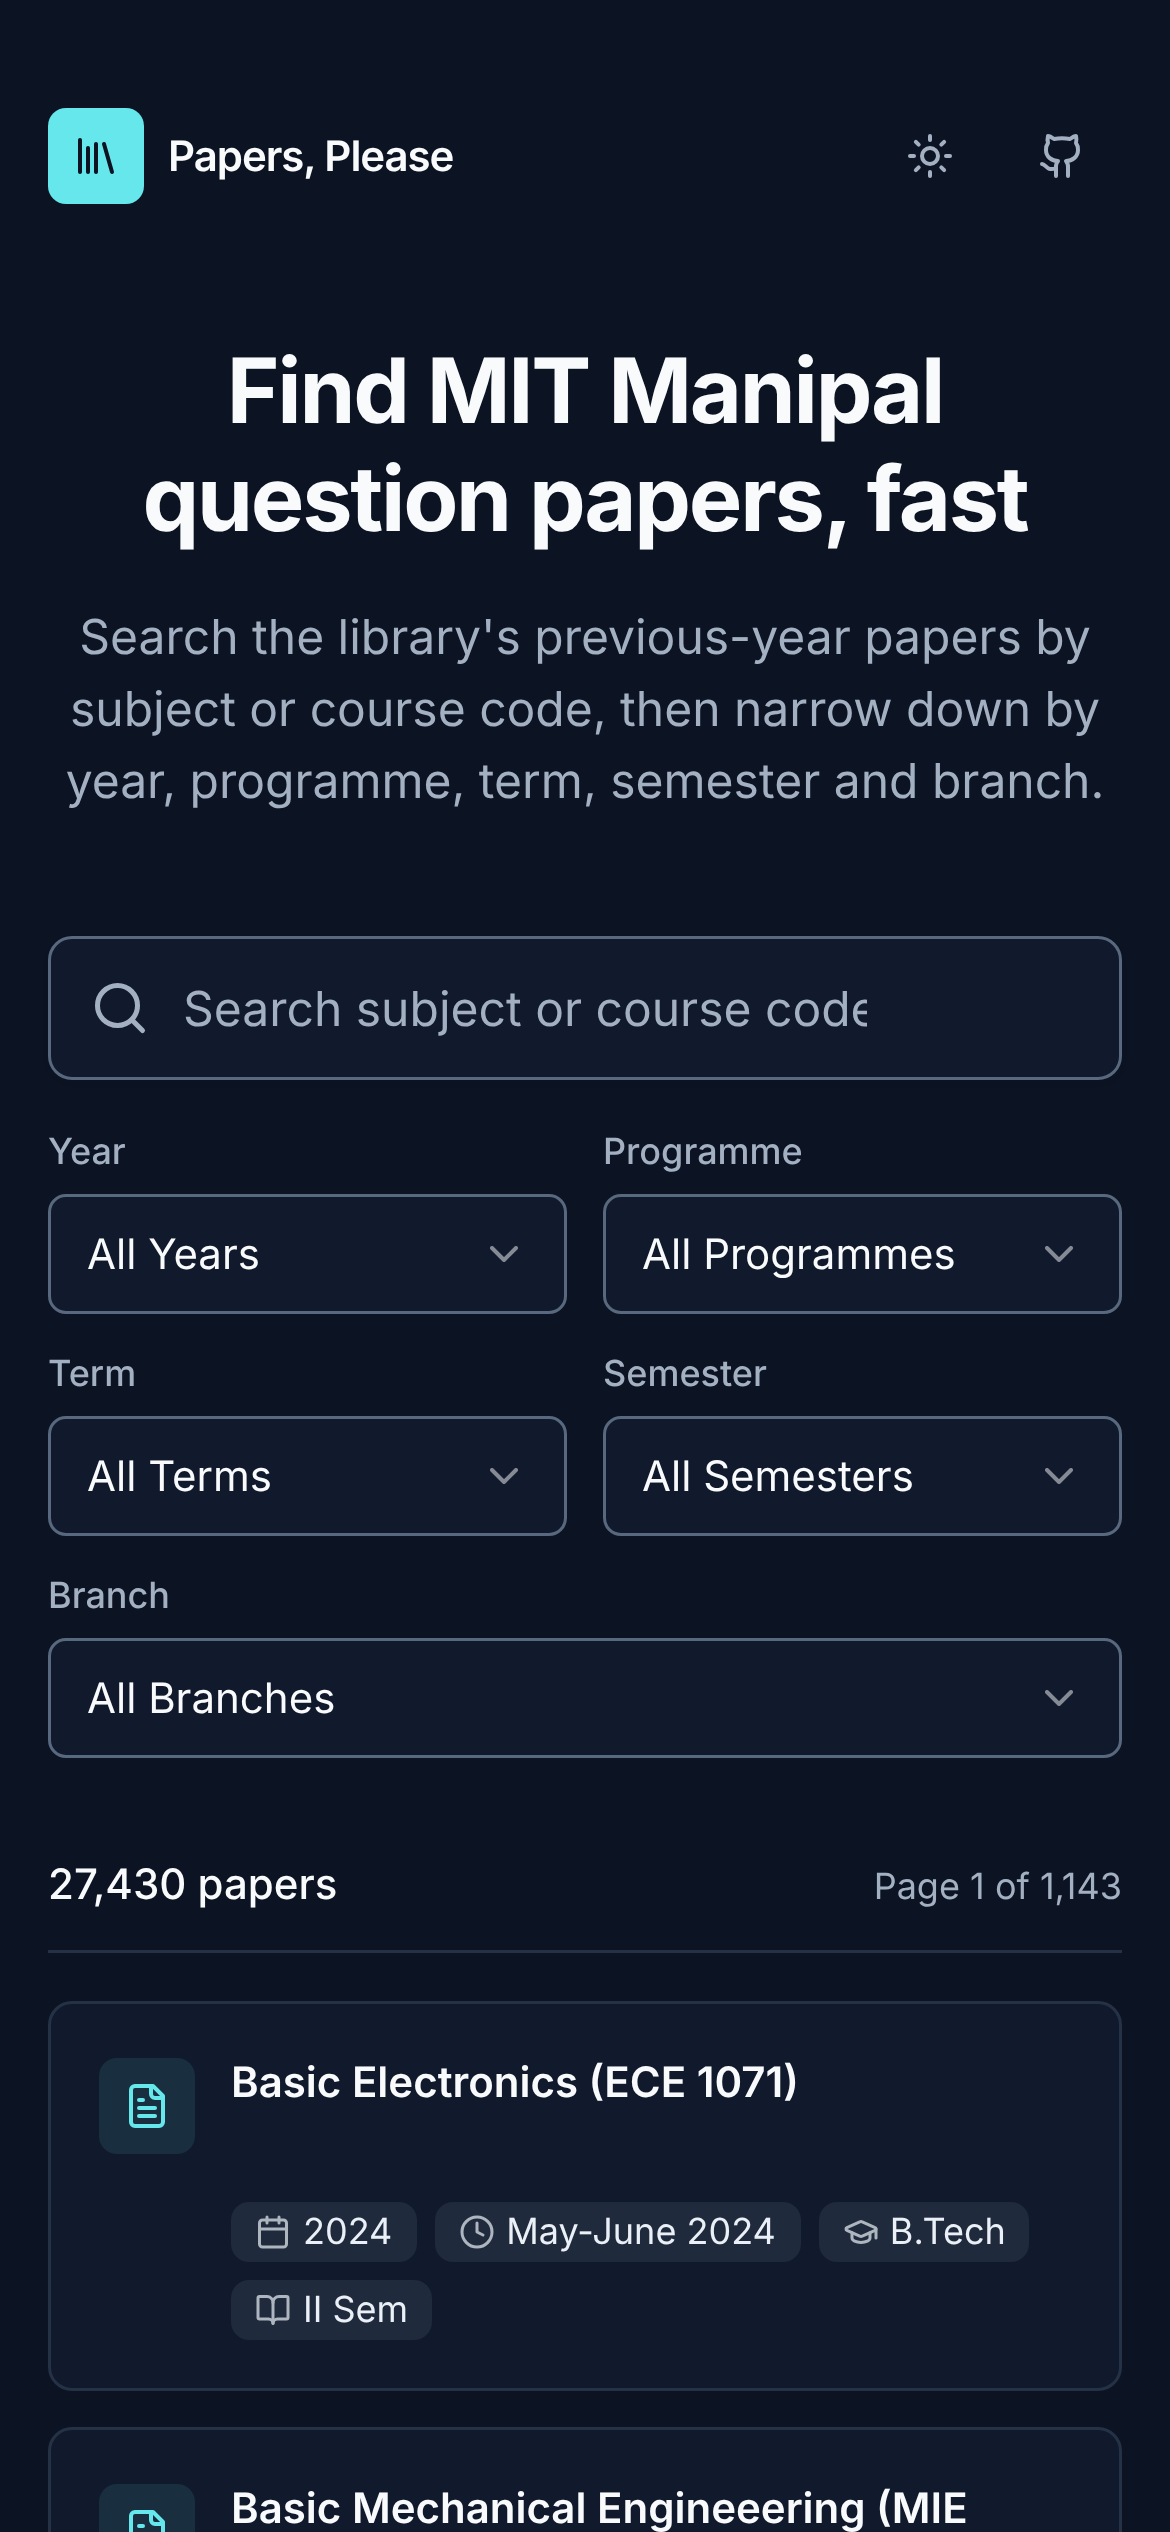 Papers, Please
Find MIT Manipal
question papers, fast
Search the library's previous-year papers by
subject or course code, then narrow down by
year, programme, term, semester and branch.
Search subject or course code
Year
Programme
All Years
All Programmes
Term
Semester
All Terms
All Semesters
Branch
All Branches
27,430 papers
Page 1 of 1,143
Basic Electronics (ECE 1071)
2024
May-June 2024
B.Tech
II Sem
Basic Mechanical Engineeering (MIE